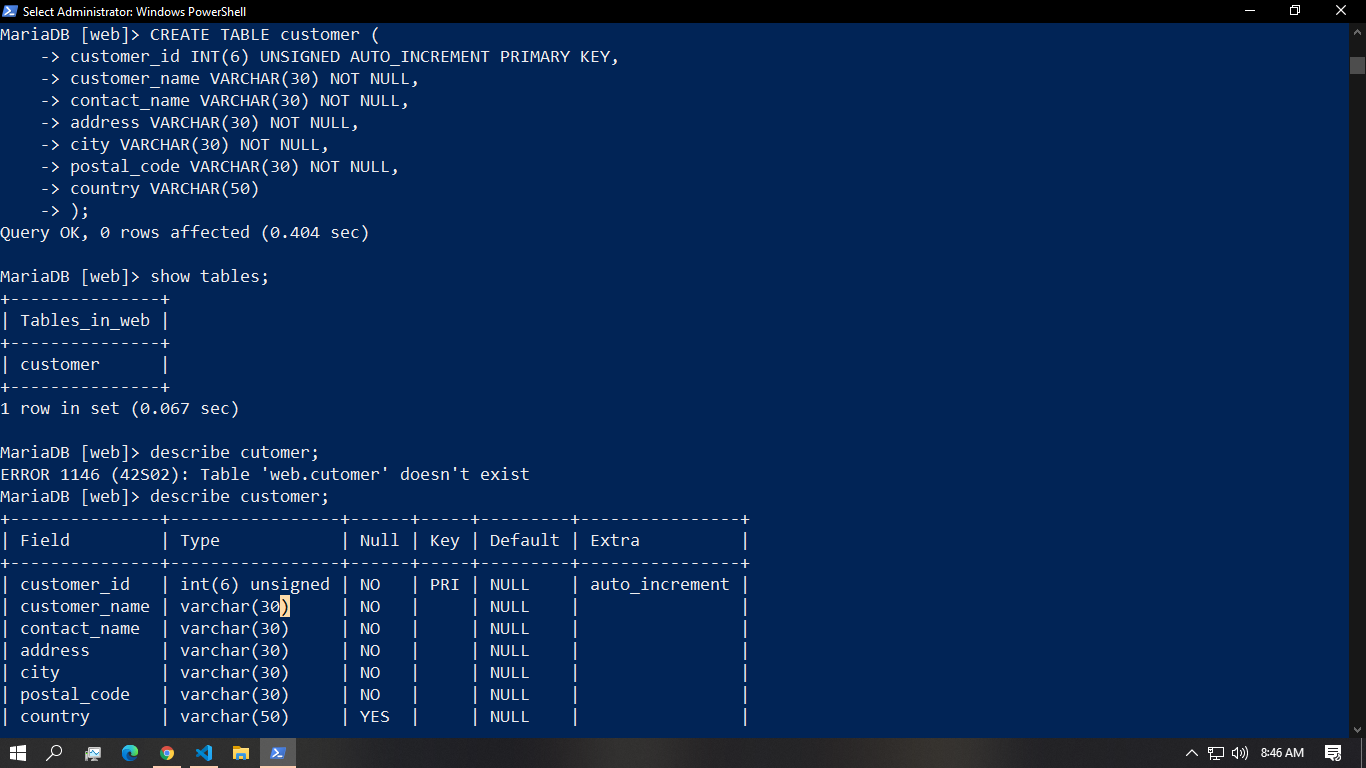 Select Administrator: Windows PowerShell
MariaDB [web]> CREATE TABLE customer (
    -> customer_id INT(6) UNSIGNED AUTO_INCREMENT PRIMARY KEY,
    -> customer_name VARCHAR(30) NOT NULL,
    -> contact_name VARCHAR(30) NOT NULL,
    -> address VARCHAR(30) NOT NULL,
    -> city VARCHAR(30) NOT NULL,
    -> postal_code VARCHAR(30) NOT NULL,
    -> country VARCHAR(50)
    -> );
Query OK, 0 rows affected (0.404 sec)

MariaDB [web]> show tables;
+---------------+
| Tables_in_web |
+---------------+
| customer      |
+---------------+
1 row in set (0.067 sec)

MariaDB [web]> describe cutomer;
ERROR 1146 (42S02): Table 'web.cutomer' doesn't exist
MariaDB [web]> describe customer;
+---------------+-----------------+------+-----+---------+----------------+
| Field         | Type            | Null | Key | Default | Extra          |
+---------------+-----------------+------+-----+---------+----------------+
| customer_id   | int(6) unsigned | NO   | PRI | NULL    | auto_increment |
| customer_name | varchar(30)     | NO   |     | NULL    |                |
| contact_name  | varchar(30)     | NO   |     | NULL    |                |
| address       | varchar(30)     | NO   |     | NULL    |                |
| city          | varchar(30)     | NO   |     | NULL    |                |
| postal_code   | varchar(30)     | NO   |     | NULL    |                |
| country       | varchar(50)     | YES  |     | NULL    |                |
8:46 AM